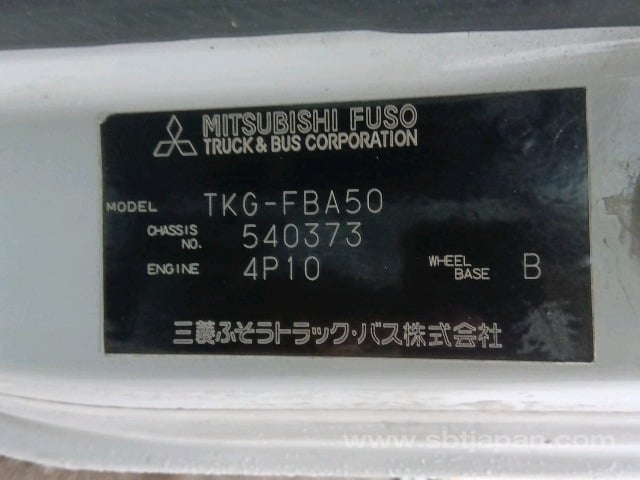 MITSUBISHI FUSO
TRUCK & BUS CORPORATION
MODEL TKG-FBA50
CHASSIS NO. 540373
ENGINE 4P10 WHEEL BASE B
三菱ふそうトラック・バス株式会社
www.sbtjapan.com